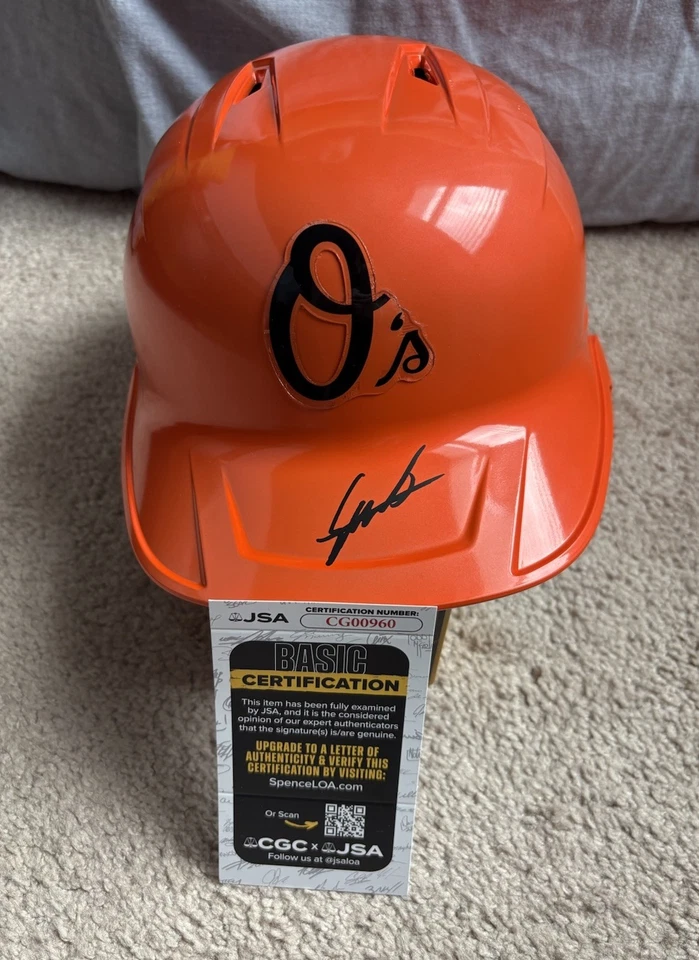 O's
JSA
CERTIFICATION NUMBER:
CG00960
BASIC
CERTIFICATION
This item has been fully examined
by JSA, and it is the considered
opinion of our expert authenticators
that the signature(s) is/are genuine.
UPGRADE TO A LETTER OF
AUTHENTICITY & VERIFY THIS
CERTIFICATION BY VISITING:
SpenceLOA.com
Or Scan
CGC x JSA
Follow us at @jsaloa